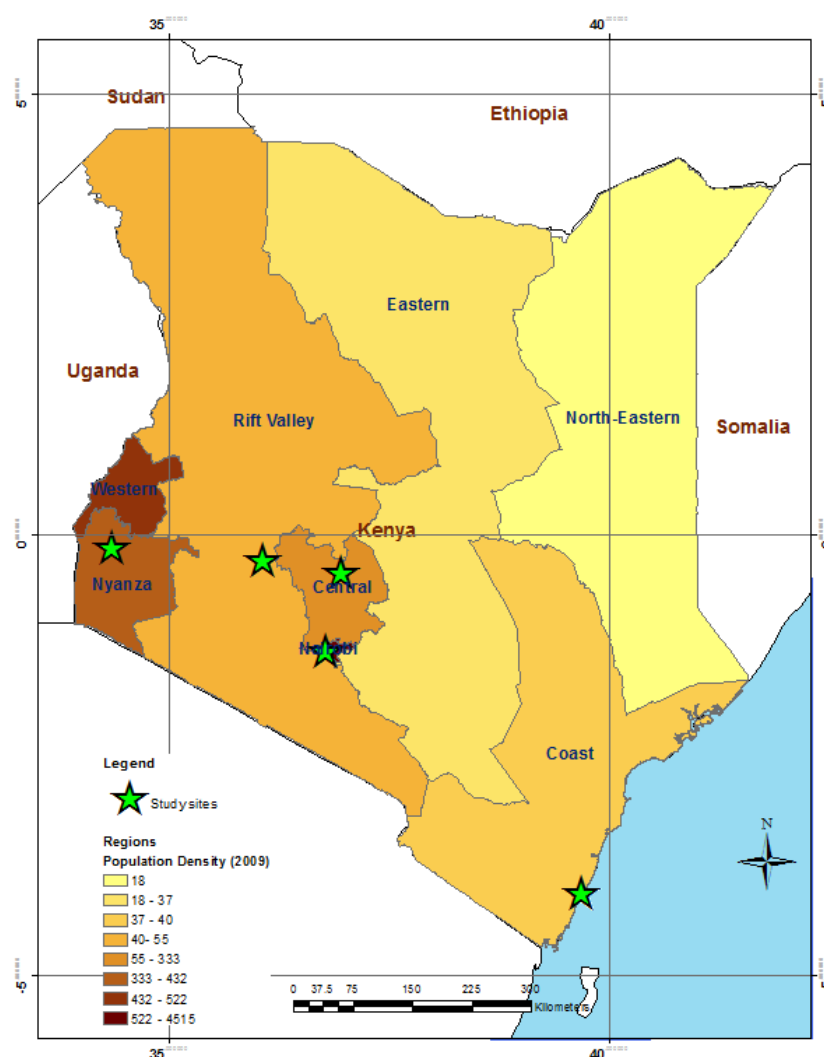 35
40
5
5
Sudan
Ethiopia
Eastern
Uganda
Rift Valley
North-Eastern
Somalia
Western
Kenya
0
0
Nyanza
Central
Nairobi
Coast
Legend
Study sites
N
Regions
Population Density (2009)
18
18 - 37
37 - 40
40- 55
55 - 333
333 - 432
432 - 522
522 - 4515
-5
0 37.5 75 150 225 300
Kilometers
35
40